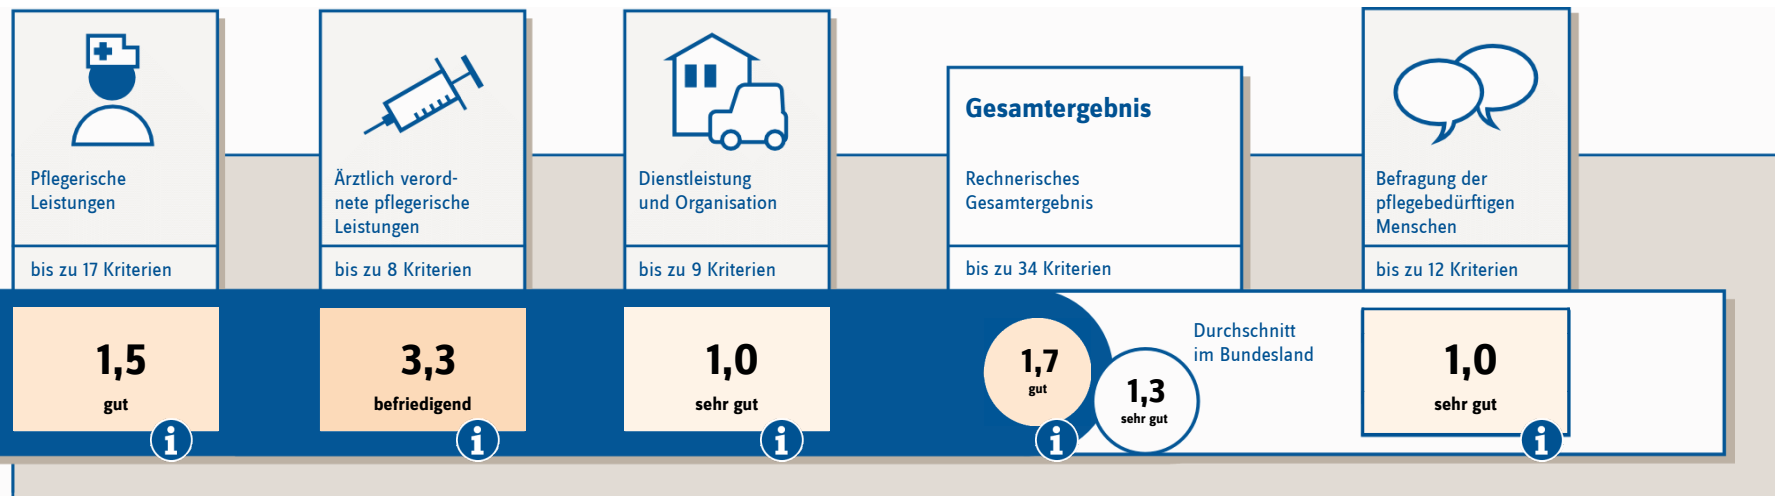 Pflegerische
Leistungen
bis zu 17 Kriterien
1,5
gut
i
Ärztlich verord-
nete pflegerische
Leistungen
bis zu 8 Kriterien
3,3
befriedigend
i
Dienstleistung
und Organisation
bis zu 9 Kriterien
1,0
sehr gut
i
Gesamtergebnis
Rechnerisches
Gesamtergebnis
bis zu 34 Kriterien
1,7
gut
i
Durchschnitt
im Bundesland
1,3
sehr gut
Befragung der
pflegebedürftigen
Menschen
bis zu 12 Kriterien
1,0
sehr gut
i